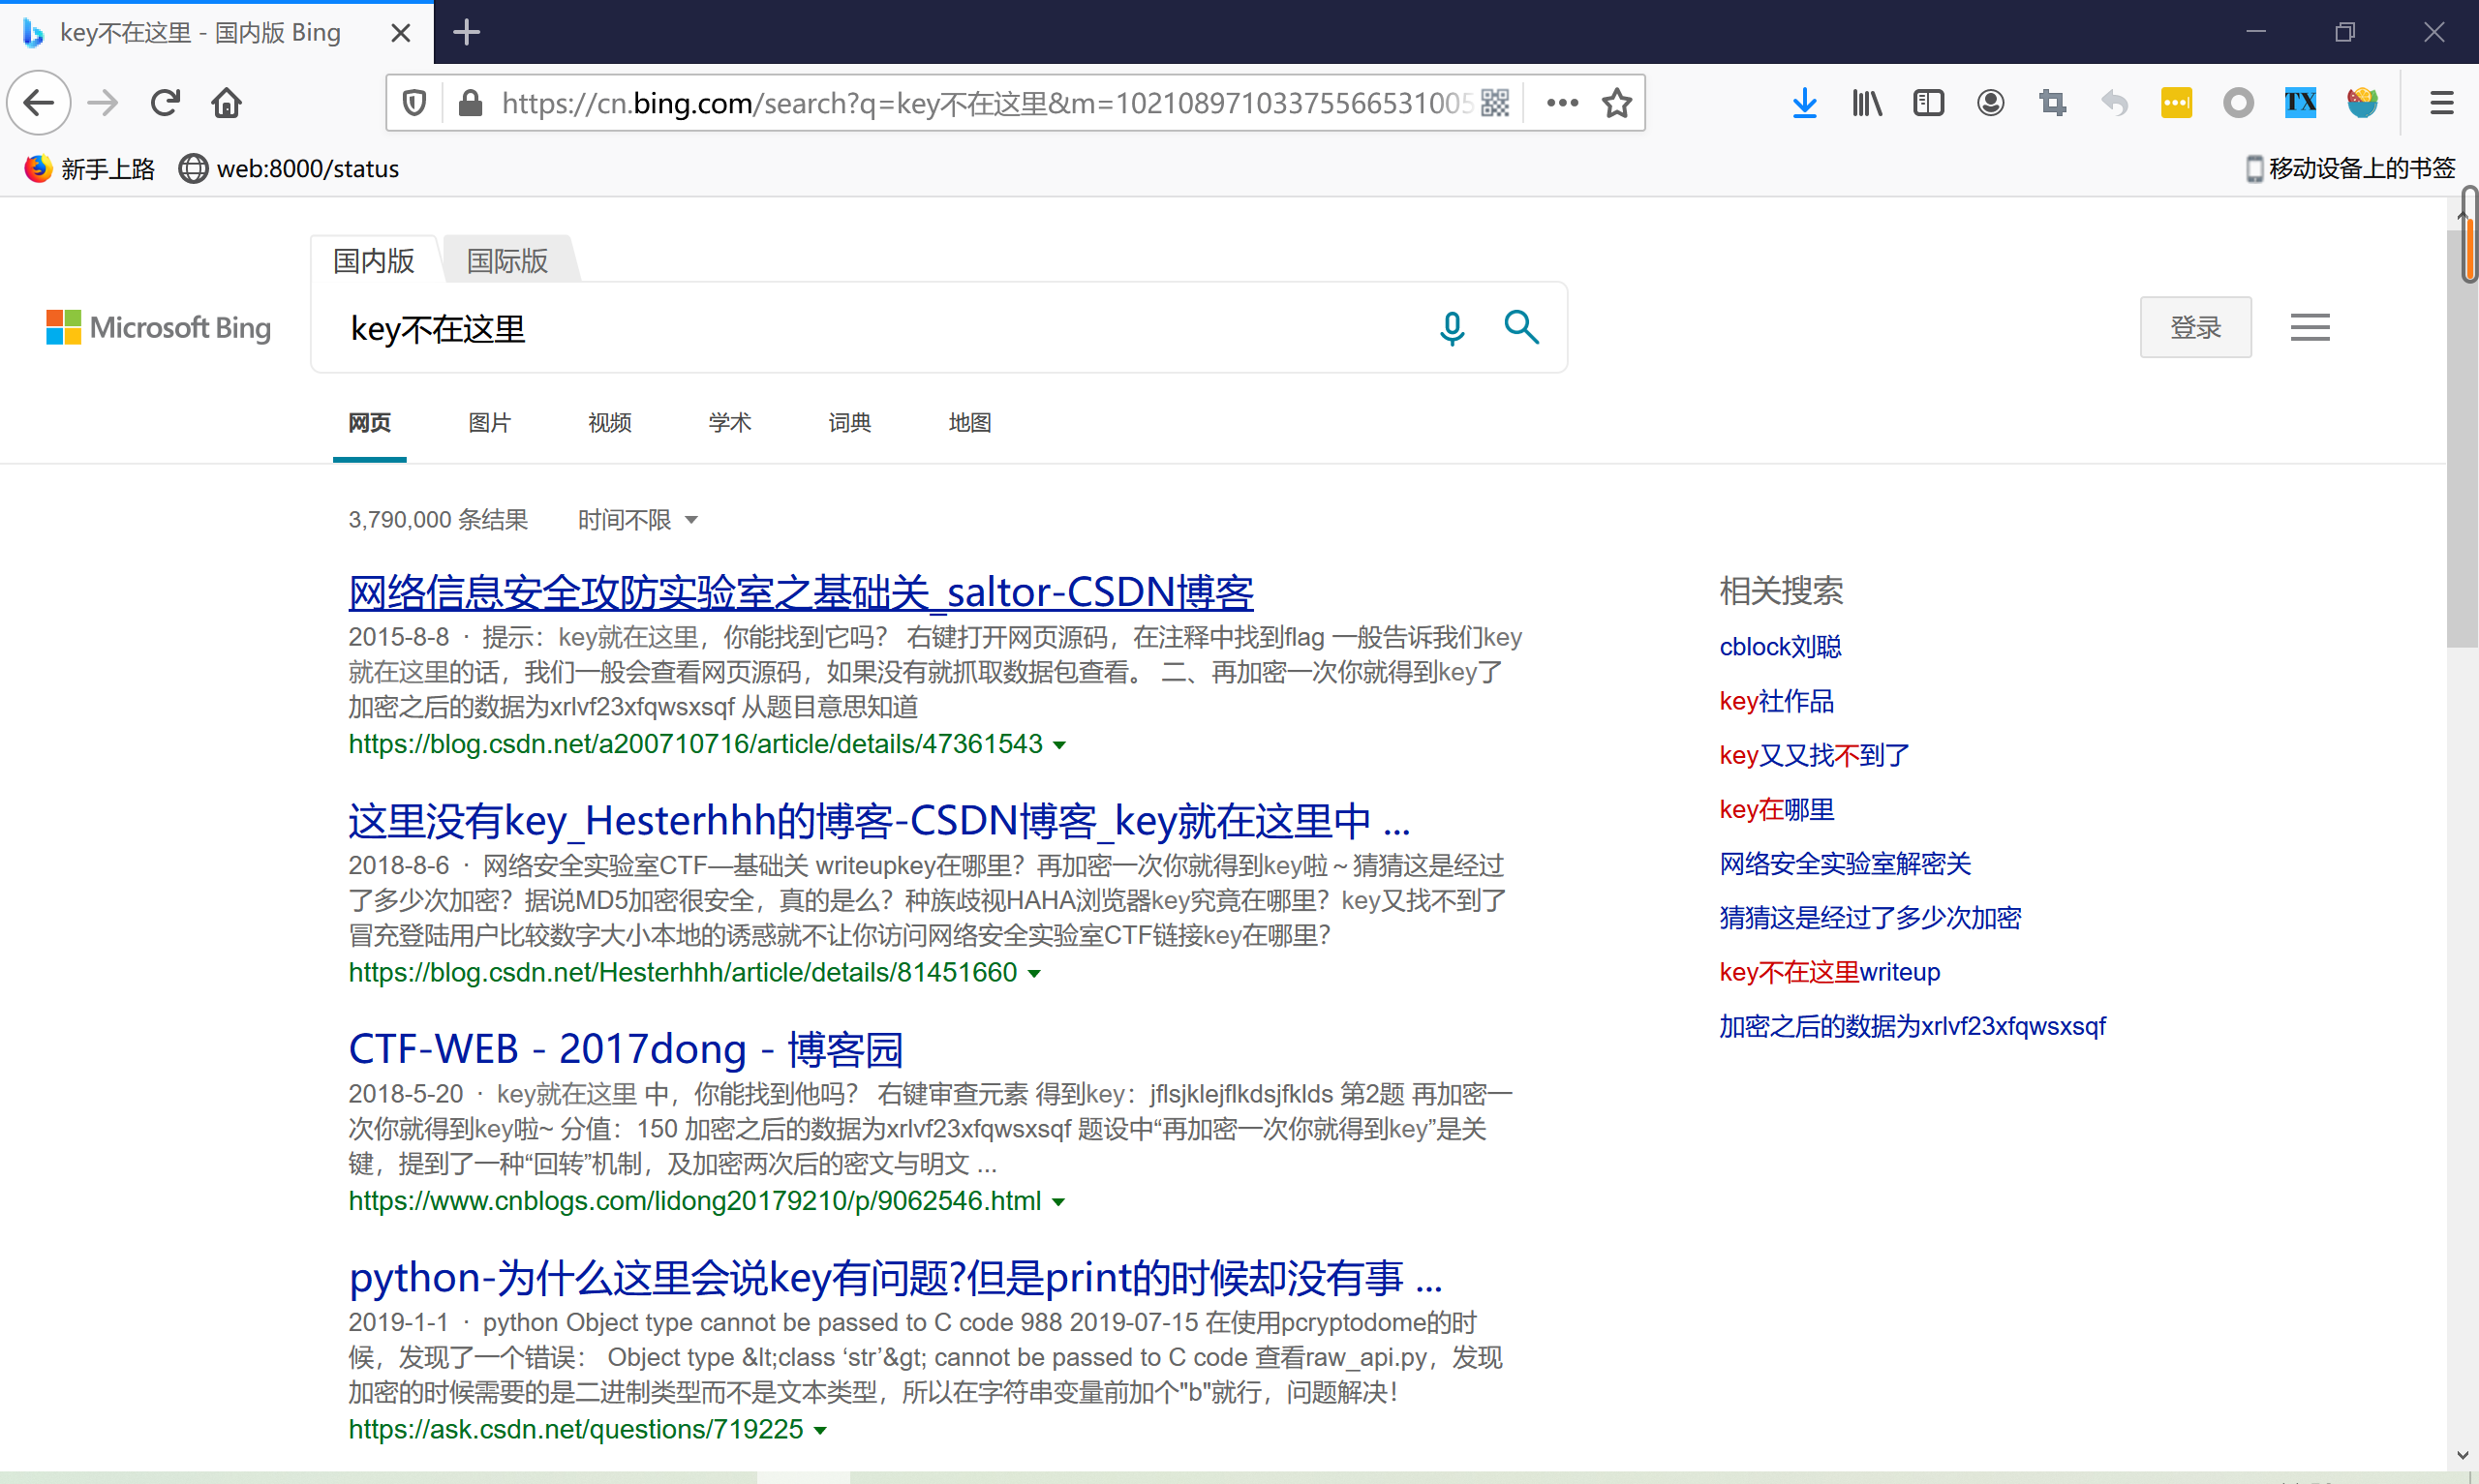 key不在这里 - 国内版 Bing
https://cn.bing.com/search?q=key不在这里&m=10210897103375566531005
新手上路 web:8000/status 移动设备上的书签
国内版 国际版
Microsoft Bing
key不在这里
登录
网页 图片 视频 学术 词典 地图
3,790,000 条结果 时间不限
网络信息安全攻防实验室之基础关_saltor-CSDN博客
2015-8-8 · 提示：key就在这里，你能找到它吗？ 右键打开网页源码，在注释中找到flag 一般告诉我们key
就在这里的话，我们一般会查看网页源码，如果没有就抓取数据包查看。 二、再加密一次你就得到key了
加密之后的数据为xrlvf23xfqwsxsqf 从题目意思知道
https://blog.csdn.net/a200710716/article/details/47361543
这里没有key_Hesterhhh的博客-CSDN博客_key就在这里中 ...
2018-8-6 · 网络安全实验室CTF—基础关 writeupkey在哪里？再加密一次你就得到key啦～猜猜这是经过
了多少次加密？据说MD5加密很安全，真的是么？种族歧视HAHA浏览器key究竟在哪里？key又找不到了
冒充登陆用户比较数字大小本地的诱惑就不让你访问网络安全实验室CTF链接key在哪里？
https://blog.csdn.net/Hesterhhh/article/details/81451660
CTF-WEB - 2017dong - 博客园
2018-5-20 · key就在这里 中，你能找到他吗？ 右键审查元素 得到key：jflsjklejflkdsjfklds 第2题 再加密一
次你就得到key啦~ 分值：150 加密之后的数据为xrlvf23xfqwsxsqf 题设中“再加密一次你就得到key”是关
键，提到了一种“回转”机制，及加密两次后的密文与明文 ...
https://www.cnblogs.com/lidong20179210/p/9062546.html
python-为什么这里会说key有问题?但是print的时候却没有事 ...
2019-1-1 · python Object type cannot be passed to C code 988 2019-07-15 在使用pcryptodome的时
候，发现了一个错误： Object type &lt;class ‘str’&gt; cannot be passed to C code 查看raw_api.py，发现
加密的时候需要的是二进制类型而不是文本类型，所以在字符串变量前加个"b"就行，问题解决！
https://ask.csdn.net/questions/719225
相关搜索
cblock刘聪
key社作品
key又又找不到了
key在哪里
网络安全实验室解密关
猜猜这是经过了多少次加密
key不在这里writeup
加密之后的数据为xrlvf23xfqwsxsqf
TX